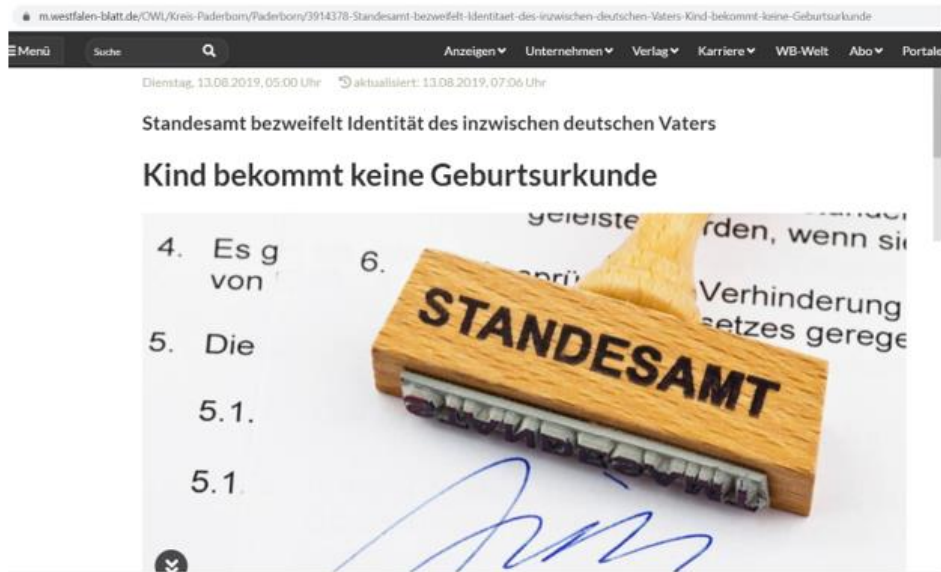 m.westfalen-blatt.de/OWL/Kreis-Paderborn/Paderborn/3914378-Standesamt-bezweifelt-Identitaet-des-inzwischen-deutschen-Vaters-Kind-bekommt-keine-Geburtsurkunde
Menü Suche Anzeigen Unternehmen Verlag Karriere WB-Welt Abo Portale
Dienstag, 13.08.2019, 05:00 Uhr aktualisiert: 13.08.2019, 07:06 Uhr
Standesamt bezweifelt Identität des inzwischen deutschen Vaters
Kind bekommt keine Geburtsurkunde
4. Es g
von
5. Die
5.1.
5.1.
6.
rden, wenn sie
Verhinderung
setzes gerege
STANDESAMT